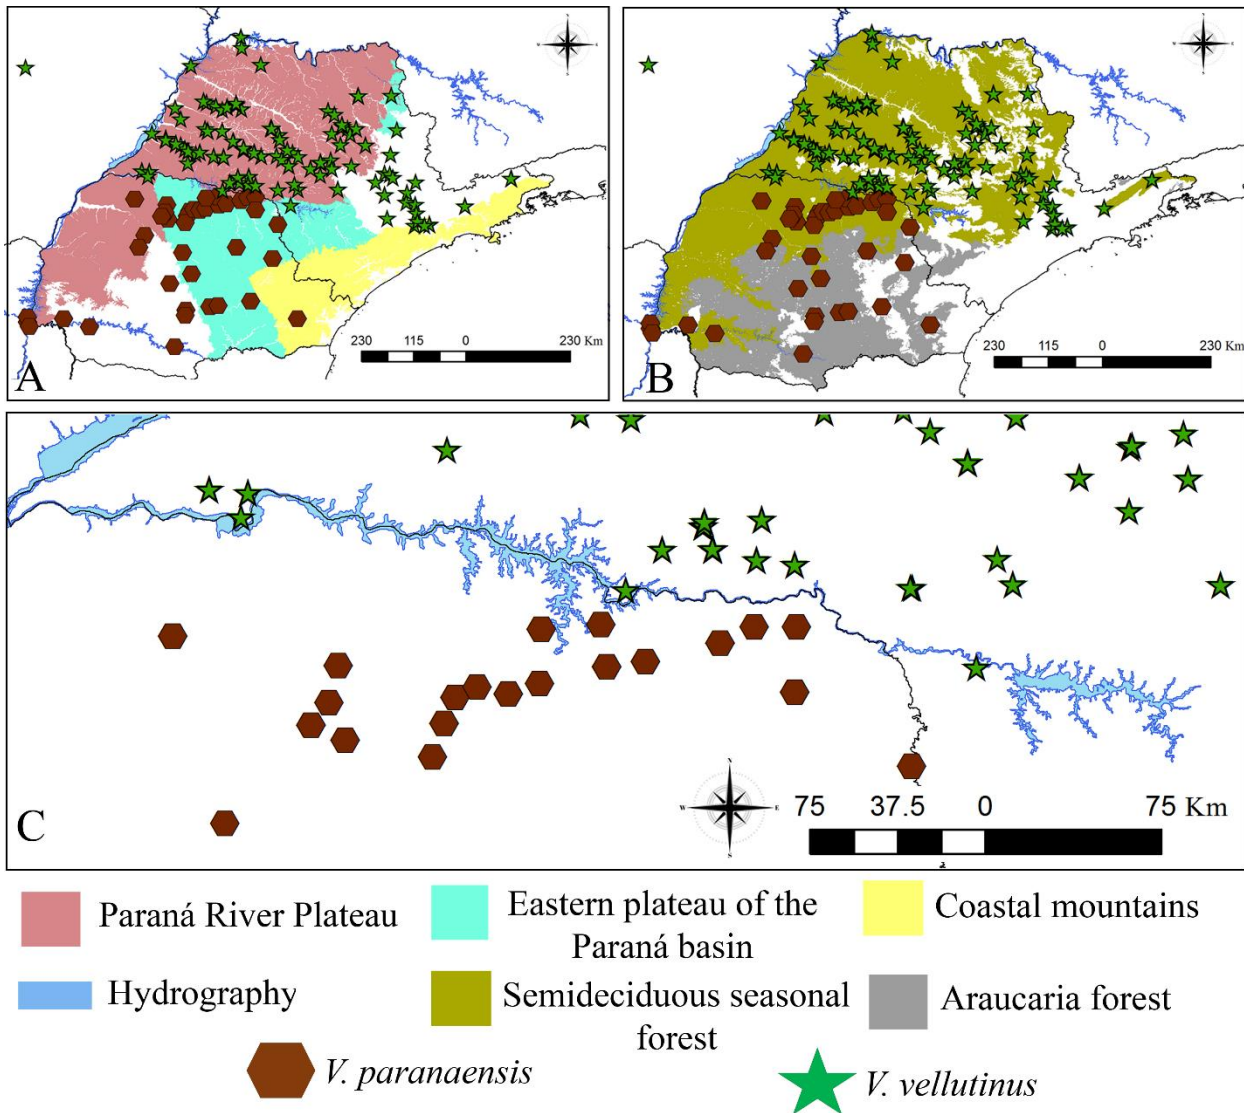 N
W E
S
N
W E
S
A
230 115 0 230 Km
B
230 115 0 230 Km
C
N
W E
S
75 37.5 0 75 Km
Paraná River Plateau
Eastern plateau of the
Paraná basin
Coastal mountains
Hydrography
Semideciduous seasonal
forest
Araucaria forest
V. paranaensis
V. vellutinus